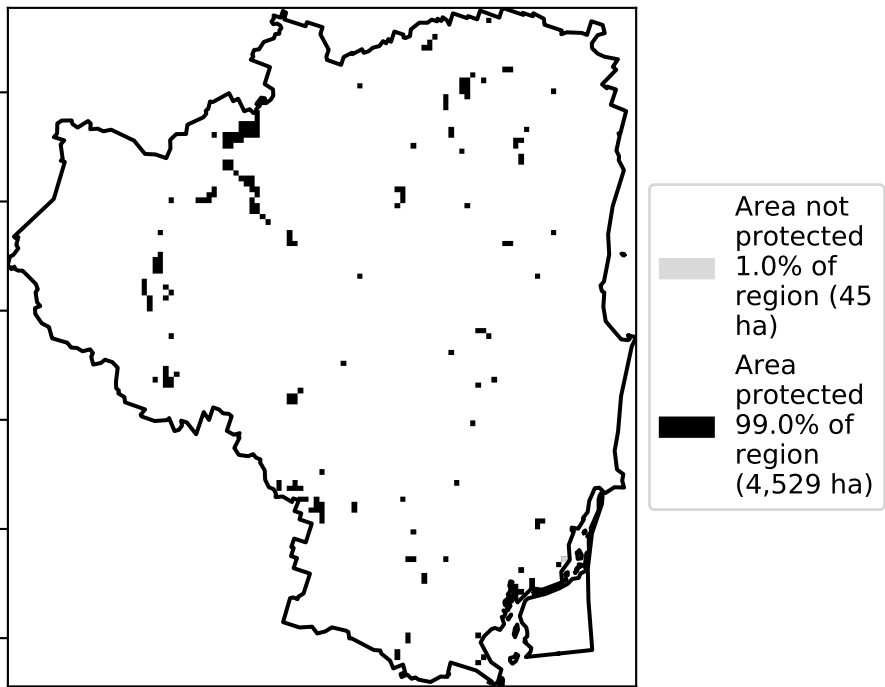 Area not
protected
1.0% of
region (45
ha)
Area
protected
99.0% of
region
(4,529 ha)